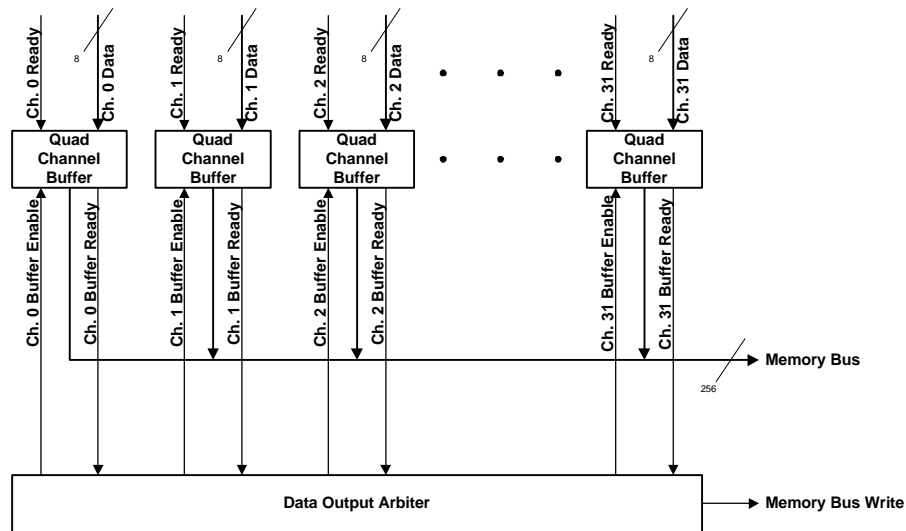 8
8
8
8
Ch. 0 Ready
Ch. 0 Data
Ch. 1 Ready
Ch. 1 Data
Ch. 2 Ready
Ch. 2 Data
Ch. 31 Ready
Ch. 31 Data
Quad
Channel
Buffer
Quad
Channel
Buffer
Quad
Channel
Buffer
Quad
Channel
Buffer
Ch. 0 Buffer Enable
Ch. 0 Buffer Ready
Ch. 1 Buffer Enable
Ch. 1 Buffer Ready
Ch. 2 Buffer Enable
Ch. 2 Buffer Ready
Ch. 31 Buffer Enable
Ch. 31 Buffer Ready
Memory Bus
256
Data Output Arbiter
Memory Bus Write